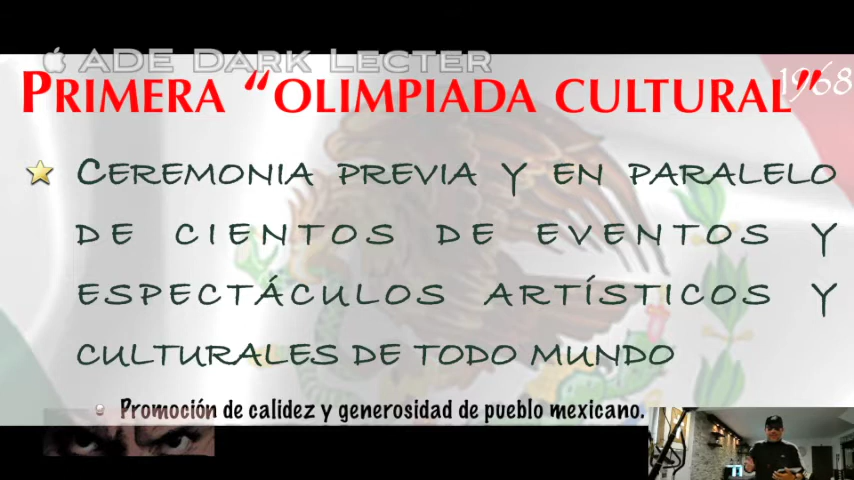 ADE DARK LECTER
PRIMERA “OLIMPIADA CULTURAL”
1968
CEREMONIA PREVIA Y EN PARALELO
DE CIENTOS DE EVENTOS Y
ESPECTÁCULOS ARTÍSTICOS Y
CULTURALES DE TODO MUNDO
Promoción de calidez y generosidad de pueblo mexicano.